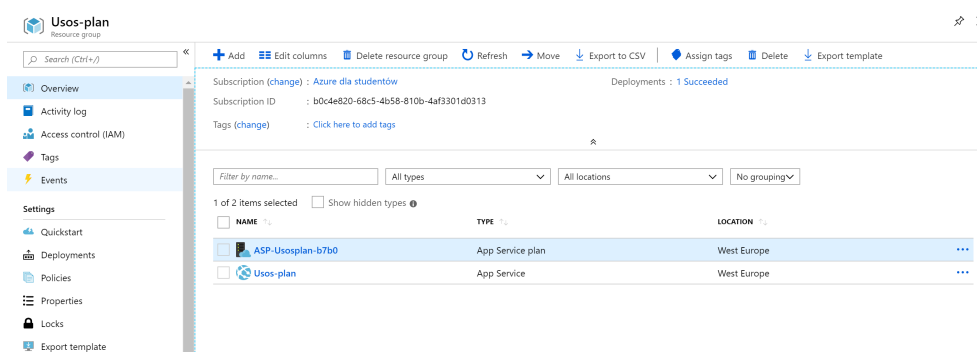 Usos-plan
Resource group
Search (Ctrl+/)
«
Overview
Activity log
Access control (IAM)
Tags
Events
Settings
Quickstart
Deployments
Policies
Properties
Locks
Export template
Add Edit columns Delete resource group Refresh Move Export to CSV Assign tags Delete Export template
Subscription (change) : Azure dla studentów Deployments : 1 Succeeded
Subscription ID : b0c4e820-68c5-4b58-810b-4af3301d0313
Tags (change) : Click here to add tags
Filter by name... All types All locations No grouping
1 of 2 items selected Show hidden types
NAME TYPE LOCATION
ASP-Usosplan-b7b0 App Service plan West Europe
Usos-plan App Service West Europe